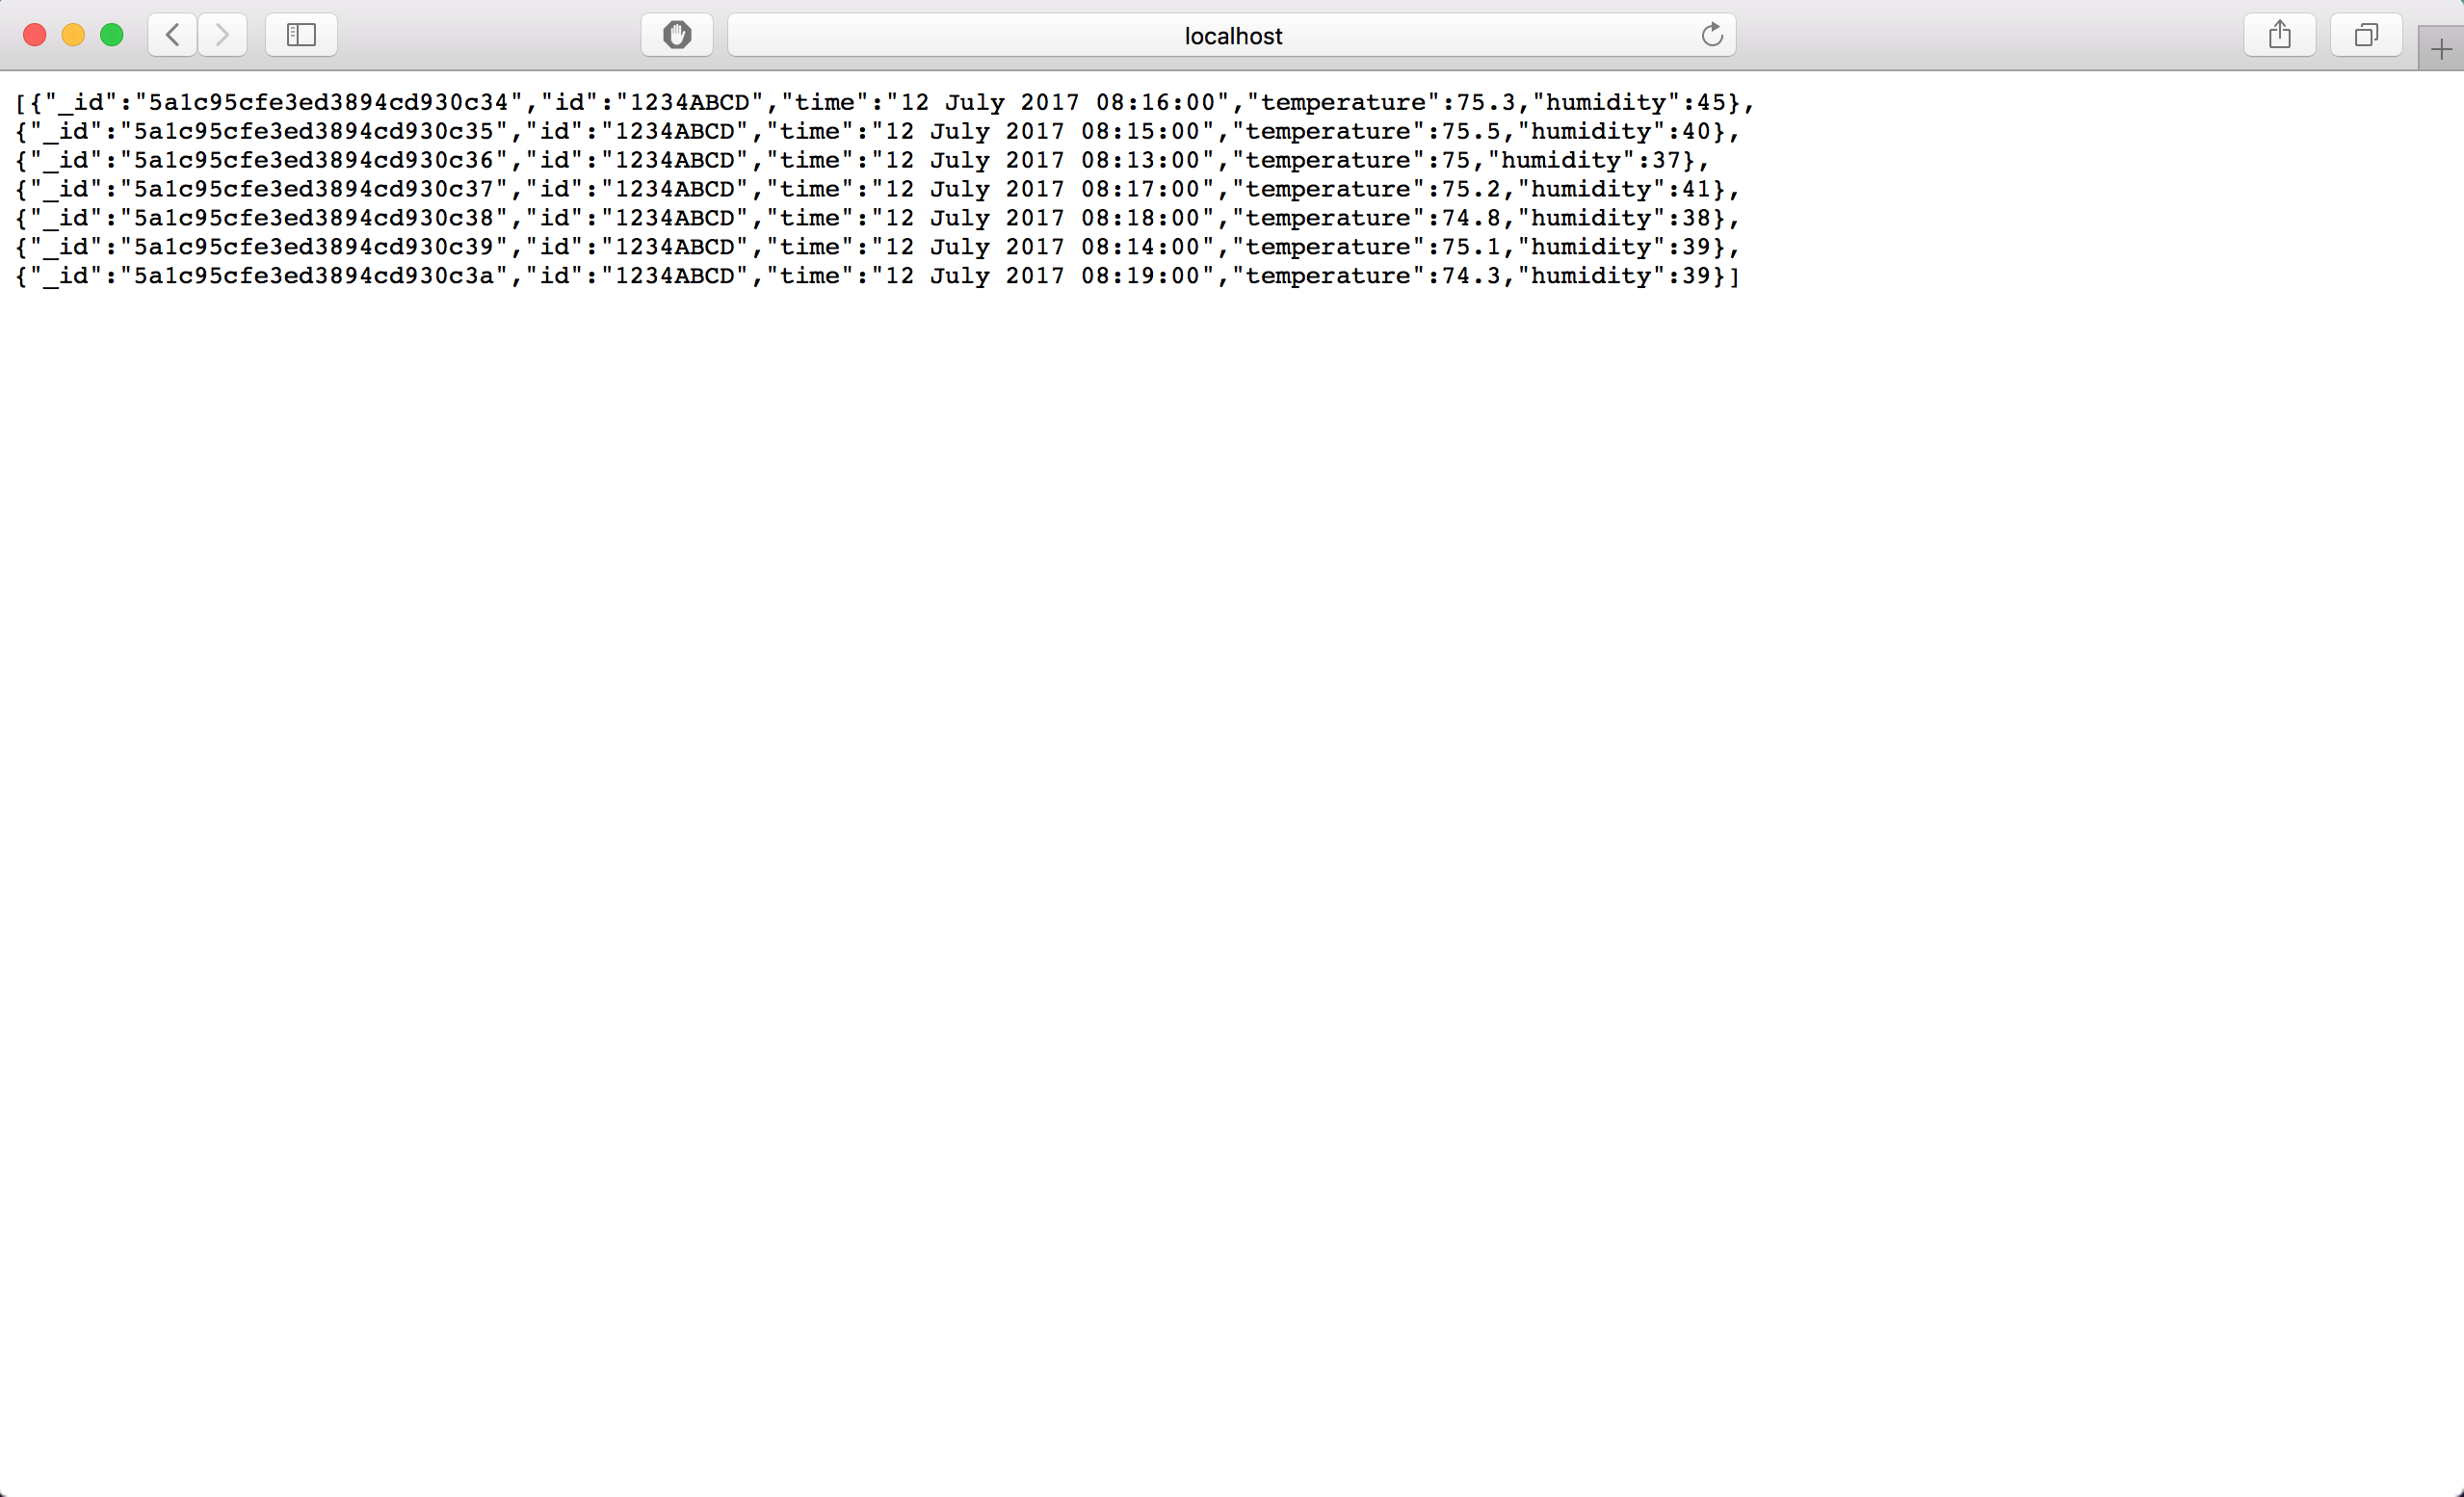 localhost
[{"_id":"5a1c95cfe3ed3894cd930c34","id":"1234ABCD","time":"12 July 2017 08:16:00","temperature":75.3,"humidity":45},
{"_id":"5a1c95cfe3ed3894cd930c35","id":"1234ABCD","time":"12 July 2017 08:15:00","temperature":75.5,"humidity":40},
{"_id":"5a1c95cfe3ed3894cd930c36","id":"1234ABCD","time":"12 July 2017 08:13:00","temperature":75,"humidity":37},
{"_id":"5a1c95cfe3ed3894cd930c37","id":"1234ABCD","time":"12 July 2017 08:17:00","temperature":75.2,"humidity":41},
{"_id":"5a1c95cfe3ed3894cd930c38","id":"1234ABCD","time":"12 July 2017 08:18:00","temperature":74.8,"humidity":38},
{"_id":"5a1c95cfe3ed3894cd930c39","id":"1234ABCD","time":"12 July 2017 08:14:00","temperature":75.1,"humidity":39},
{"_id":"5a1c95cfe3ed3894cd930c3a","id":"1234ABCD","time":"12 July 2017 08:19:00","temperature":74.3,"humidity":39}]